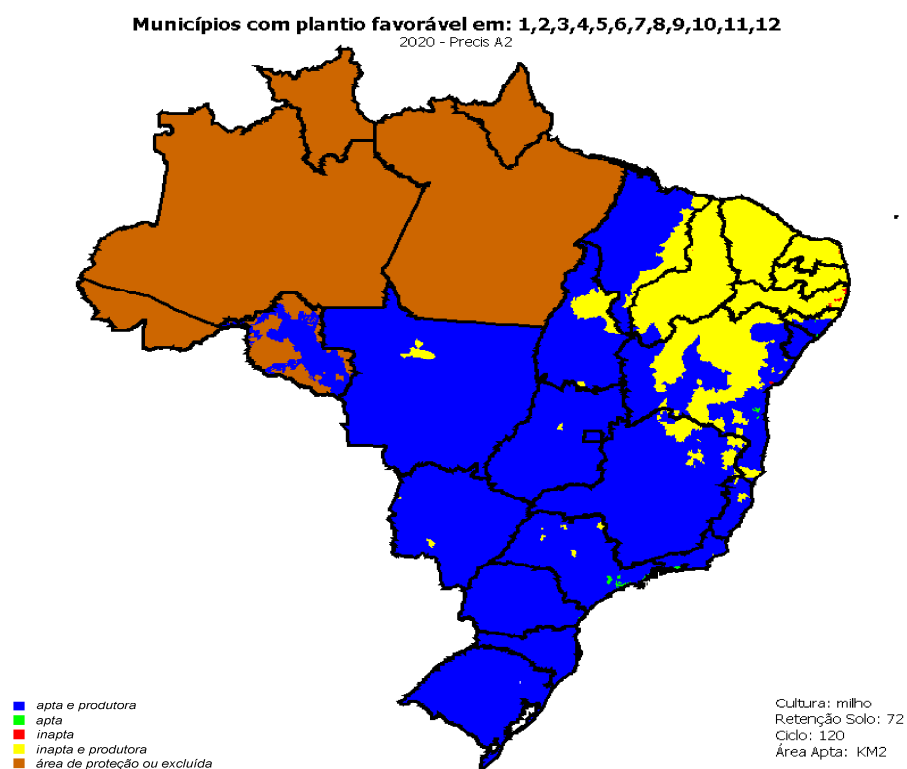 Municípios com plantio favorável em: 1,2,3,4,5,6,7,8,9,10,11,12
2020 - Precis A2
apta e produtora
apta
inapta
inapta e produtora
área de proteção ou excluída
Cultura: milho
Retenção Solo: 72
Ciclo: 120
Área Apta: KM2